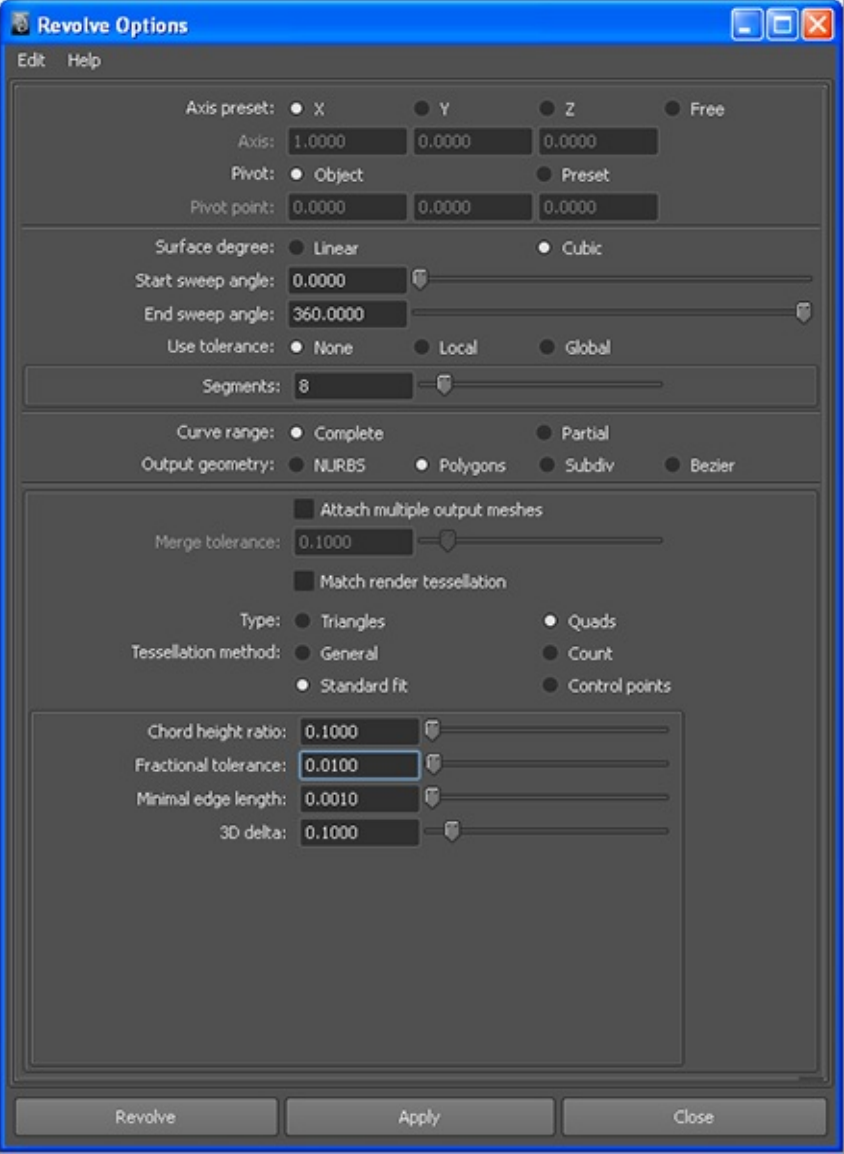 Revolve Options
Edit Help
Axis preset: X Y Z Free
Axis: 1.0000 0.0000 0.0000
Pivot: Object Preset
Pivot point: 0.0000 0.0000 0.0000
Surface degree: Linear Cubic
Start sweep angle: 0.0000
End sweep angle: 360.0000
Use tolerance: None Local Global
Segments: 8
Curve range: Complete Partial
Output geometry: NURBS Polygons Subdiv Bezier
Attach multiple output meshes
Merge tolerance: 0.1000
Match render tessellation
Type: Triangles Quads
Tessellation method: General Count
Standard fit Control points
Chord height ratio: 0.1000
Fractional tolerance: 0.0100
Minimal edge length: 0.0010
3D delta: 0.1000
Revolve Apply Close